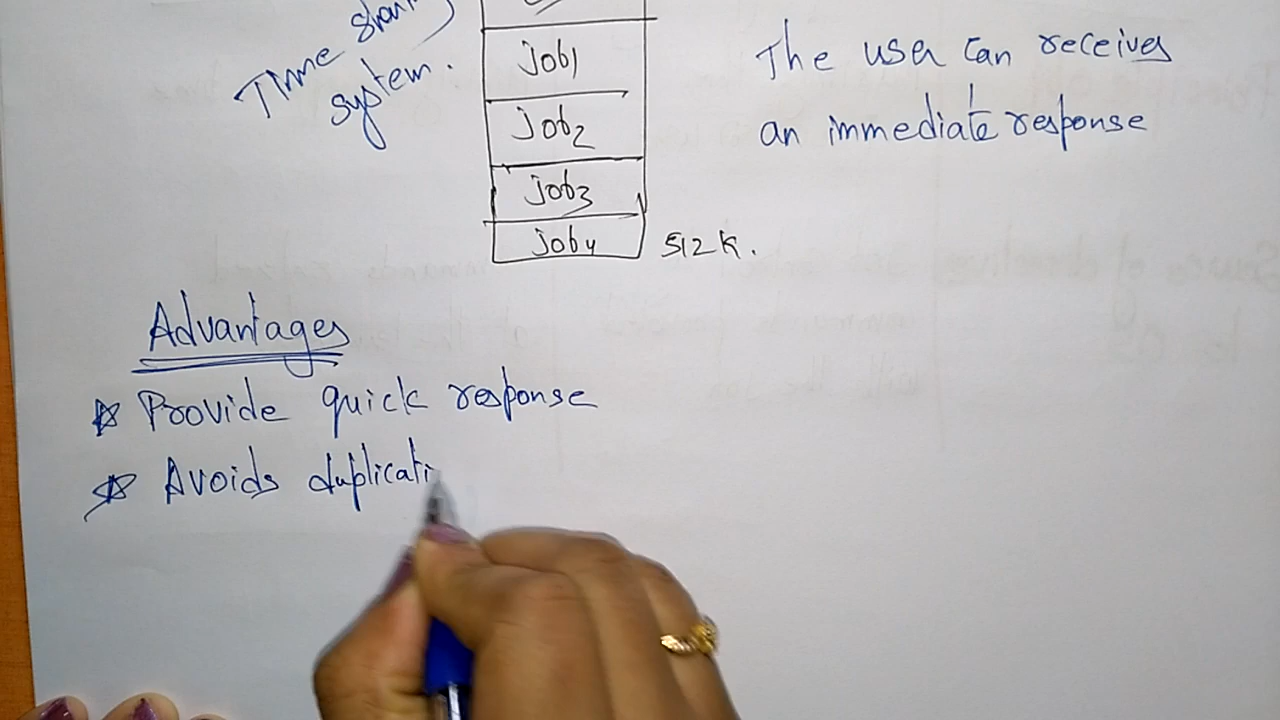 Time Sharing
system.
Job1
Job2
Job3
Job4
512K.
The user can receives
an immediate response
Advantages
* Provide quick response
* Avoids duplicati